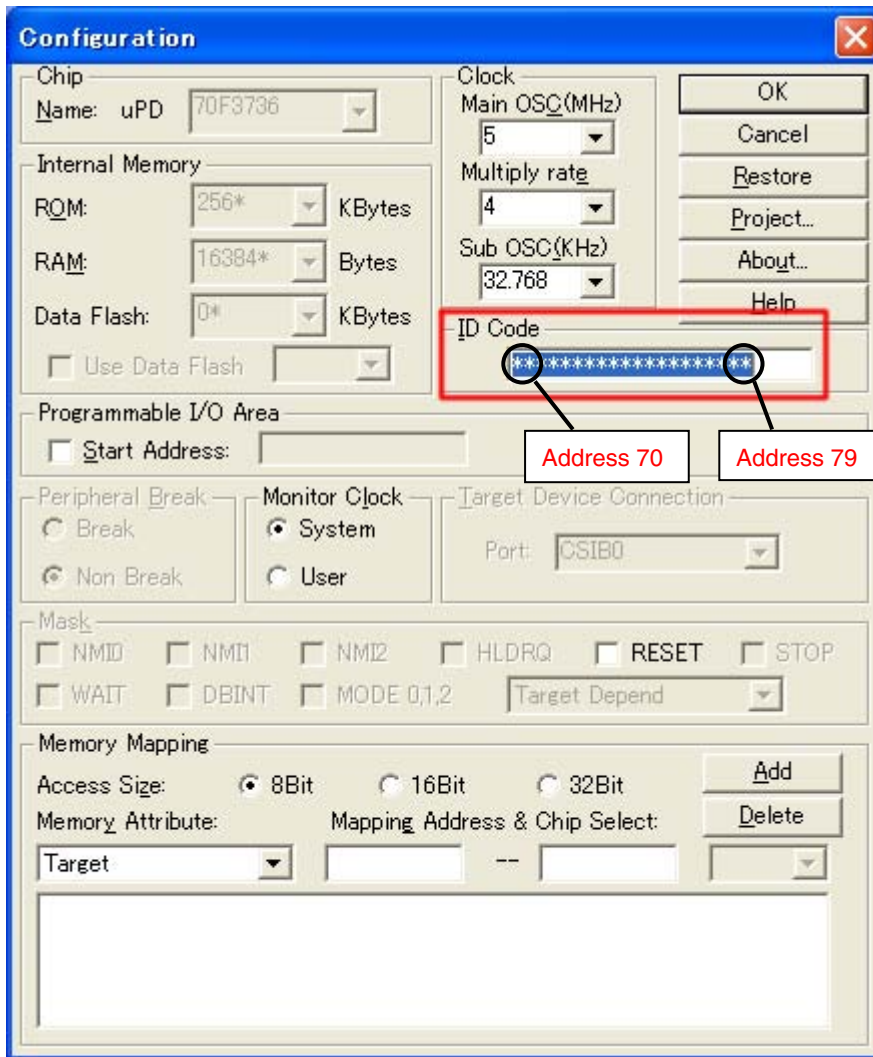 Configuration
Chip
Name: uPD 70F3736
Internal Memory
ROM: 256* KBytes
RAM: 16384* Bytes
Data Flash: 0* KBytes
Use Data Flash
Clock
Main OSC(MHz)
5
Multiply rate
4
Sub OSC(KHz)
32.768
OK
Cancel
Restore
Project...
About...
Help
ID Code
********************
Address 70
Address 79
Programmable I/O Area
Start Address:
Peripheral Break
Break
Non Break
Monitor Clock
System
User
Target Device Connection
Port: CSIB0
Mask
NMI0 NMI1 NMI2 HLDRQ RESET STOP
WAIT DBINT MODE 0,1,2 Target Depend
Memory Mapping
Access Size: 8Bit 16Bit 32Bit
Add
Memory Attribute: Mapping Address & Chip Select:
Delete
Target --